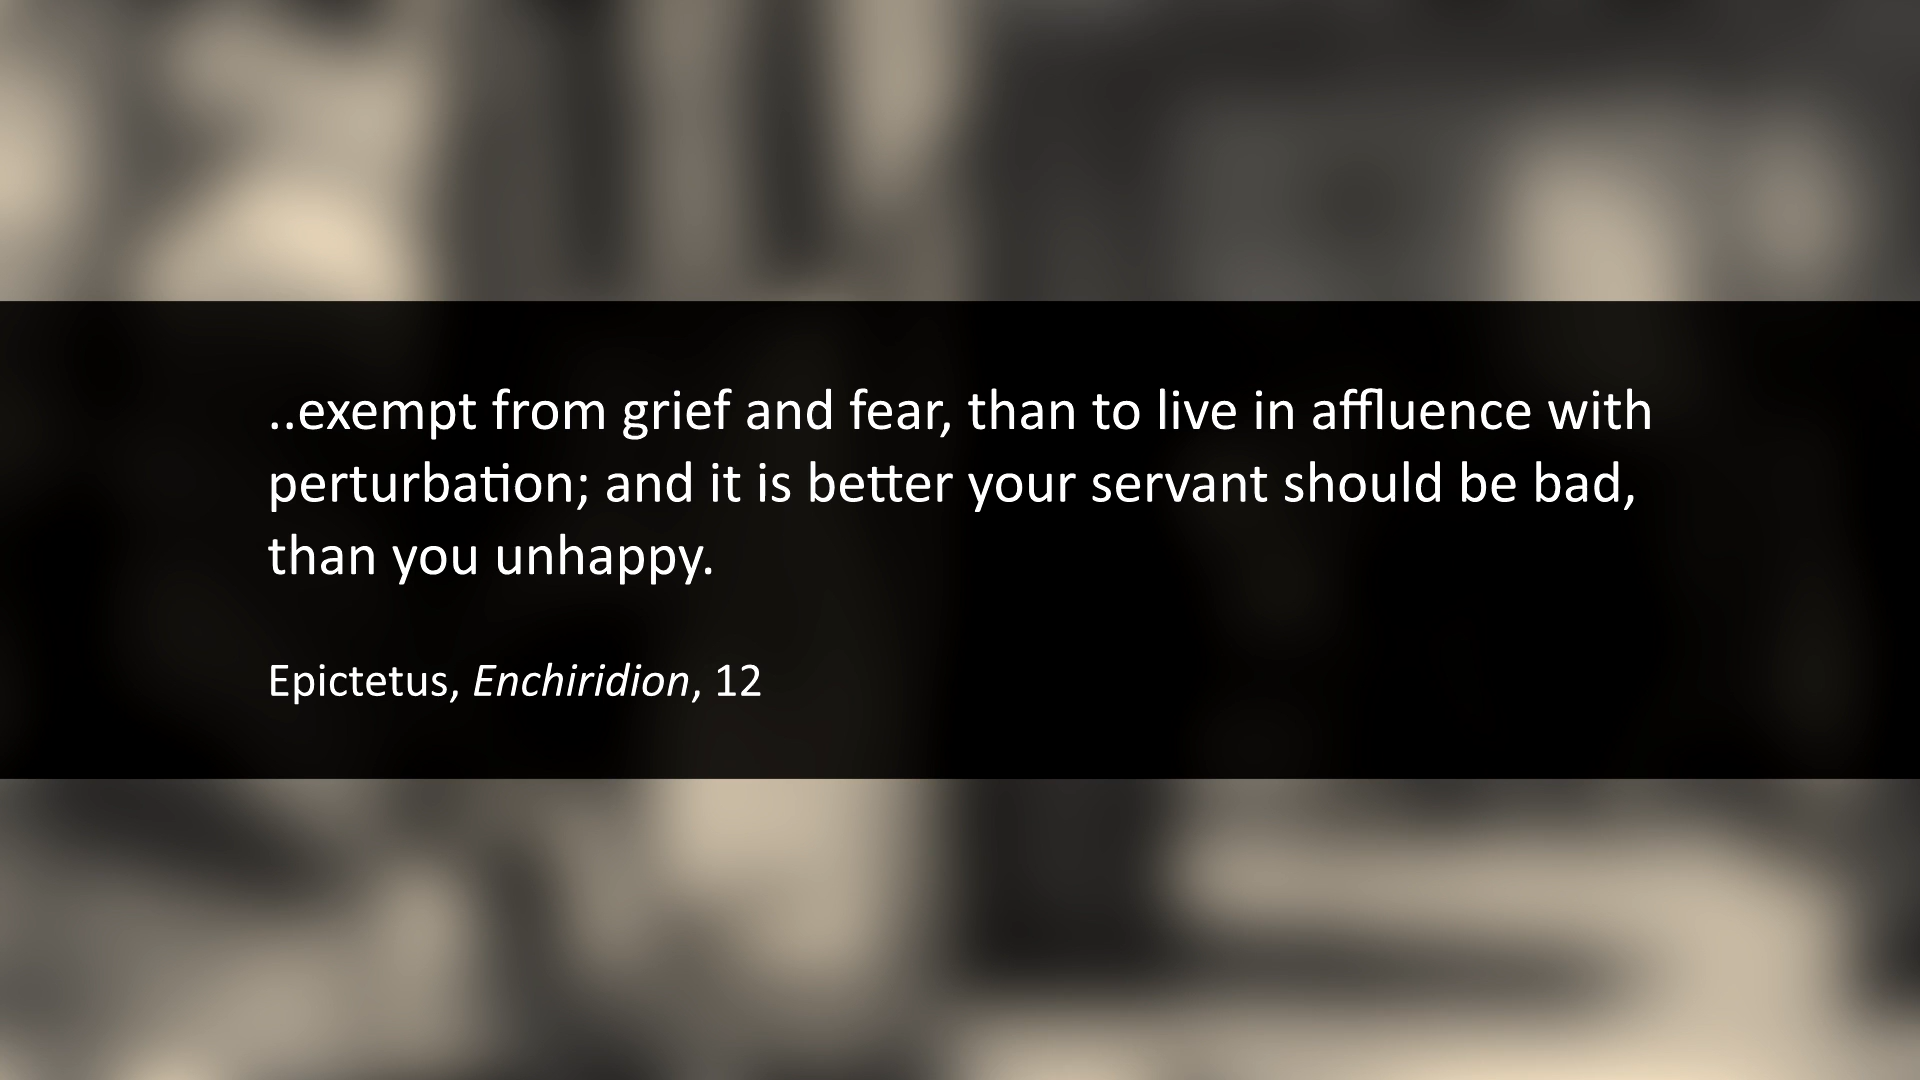 ..exempt from grief and fear, than to live in affluence with
perturbation; and it is better your servant should be bad,
than you unhappy.
Epictetus, Enchiridion, 12